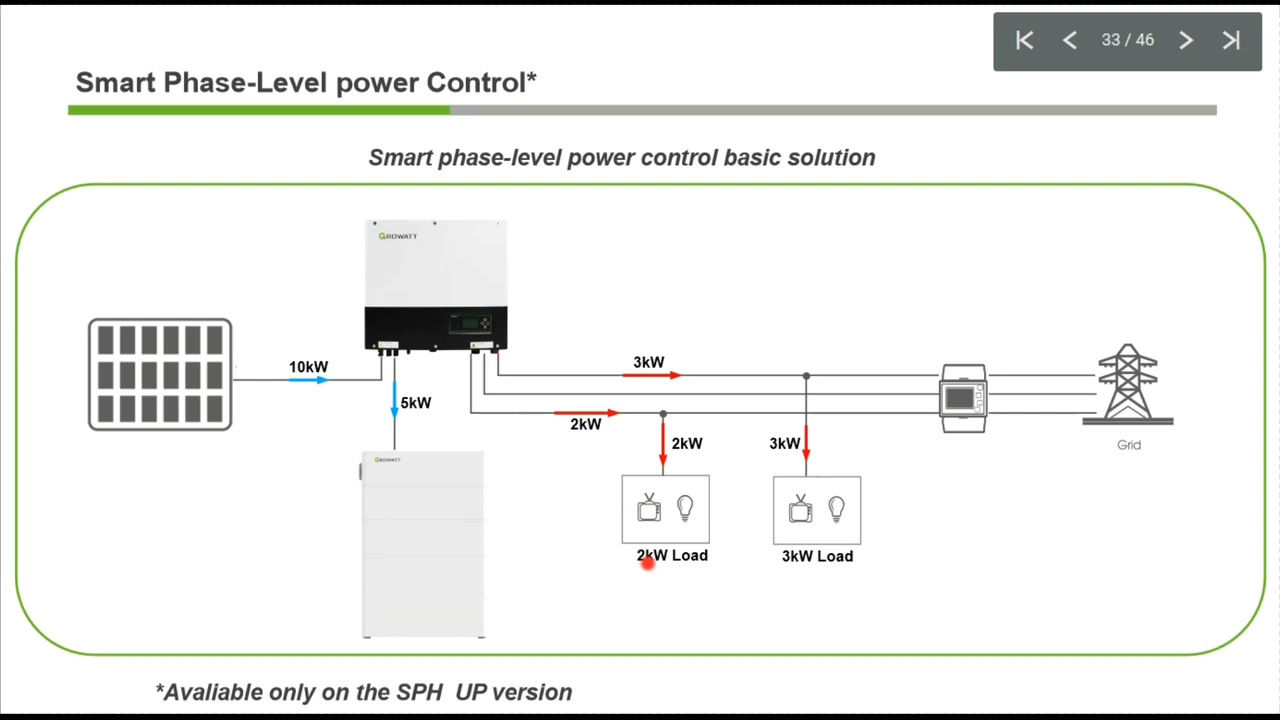 33 / 46
Smart Phase-Level power Control*
Smart phase-level power control basic solution
GROWATT
10kW
5kW
3kW
2kW
2kW
3kW
Grid
GROWATT
2kW Load
3kW Load
*Avaliable only on the SPH UP version